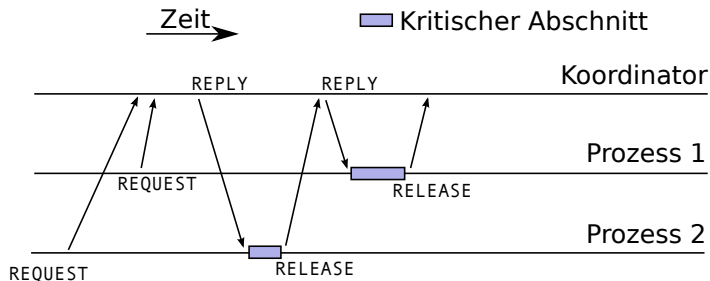 Zeit
Kritischer Abschnitt
Koordinator
REPLY
REPLY
Prozess 1
REQUEST
RELEASE
Prozess 2
REQUEST
RELEASE